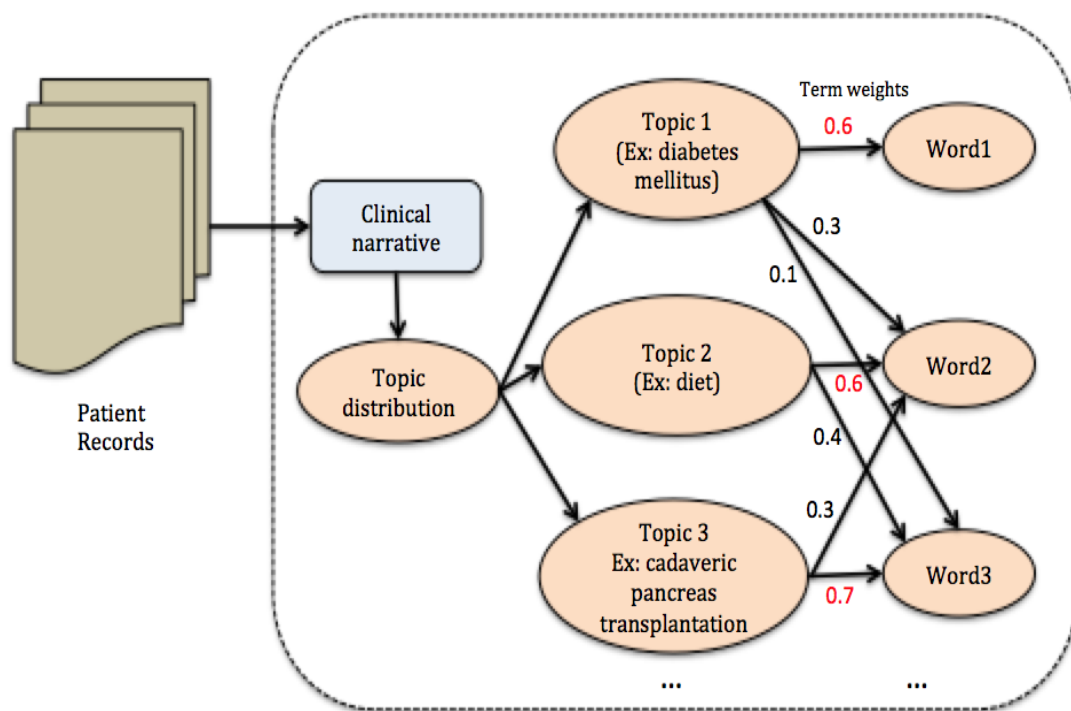 Patient
Records
Clinical
narrative
Topic
distribution
Topic 1
(Ex: diabetes
mellitus)
Topic 2
(Ex: diet)
Topic 3
Ex: cadaveric
pancreas
transplantation
...
Term weights
0.6
0.3
0.1
0.6
0.4
0.3
0.7
Word1
Word2
Word3
...